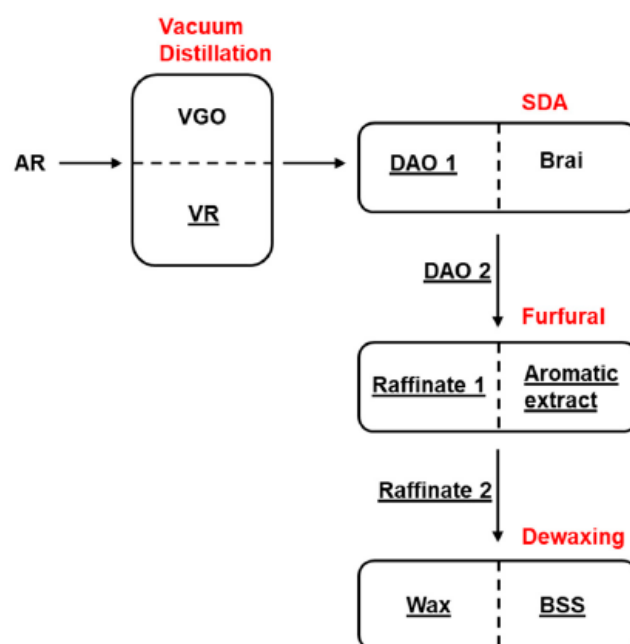 Vacuum
Distillation
VGO
AR
VR
SDA
DAO 1
Brai
DAO 2
Furfural
Raffinate 1
Aromatic
extract
Raffinate 2
Dewaxing
Wax
BSS